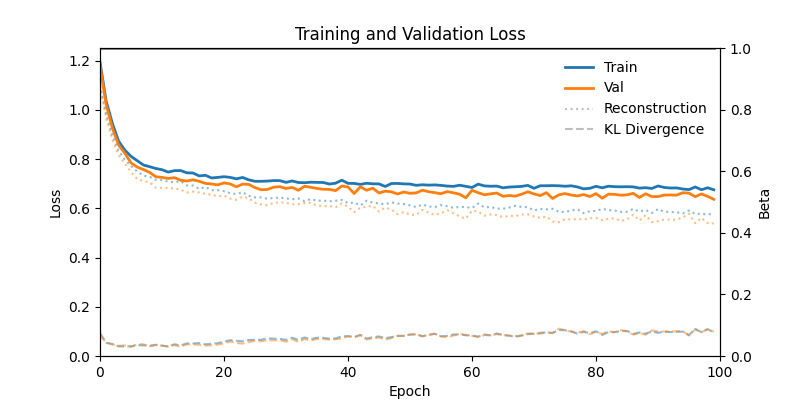 Training and Validation Loss
Train
Val
Reconstruction
KL Divergence
Loss
1.2
1.0
0.8
0.6
0.4
0.2
0.0
Beta
1.0
0.8
0.6
0.4
0.2
0.0
0 20 40 60 80 100
Epoch